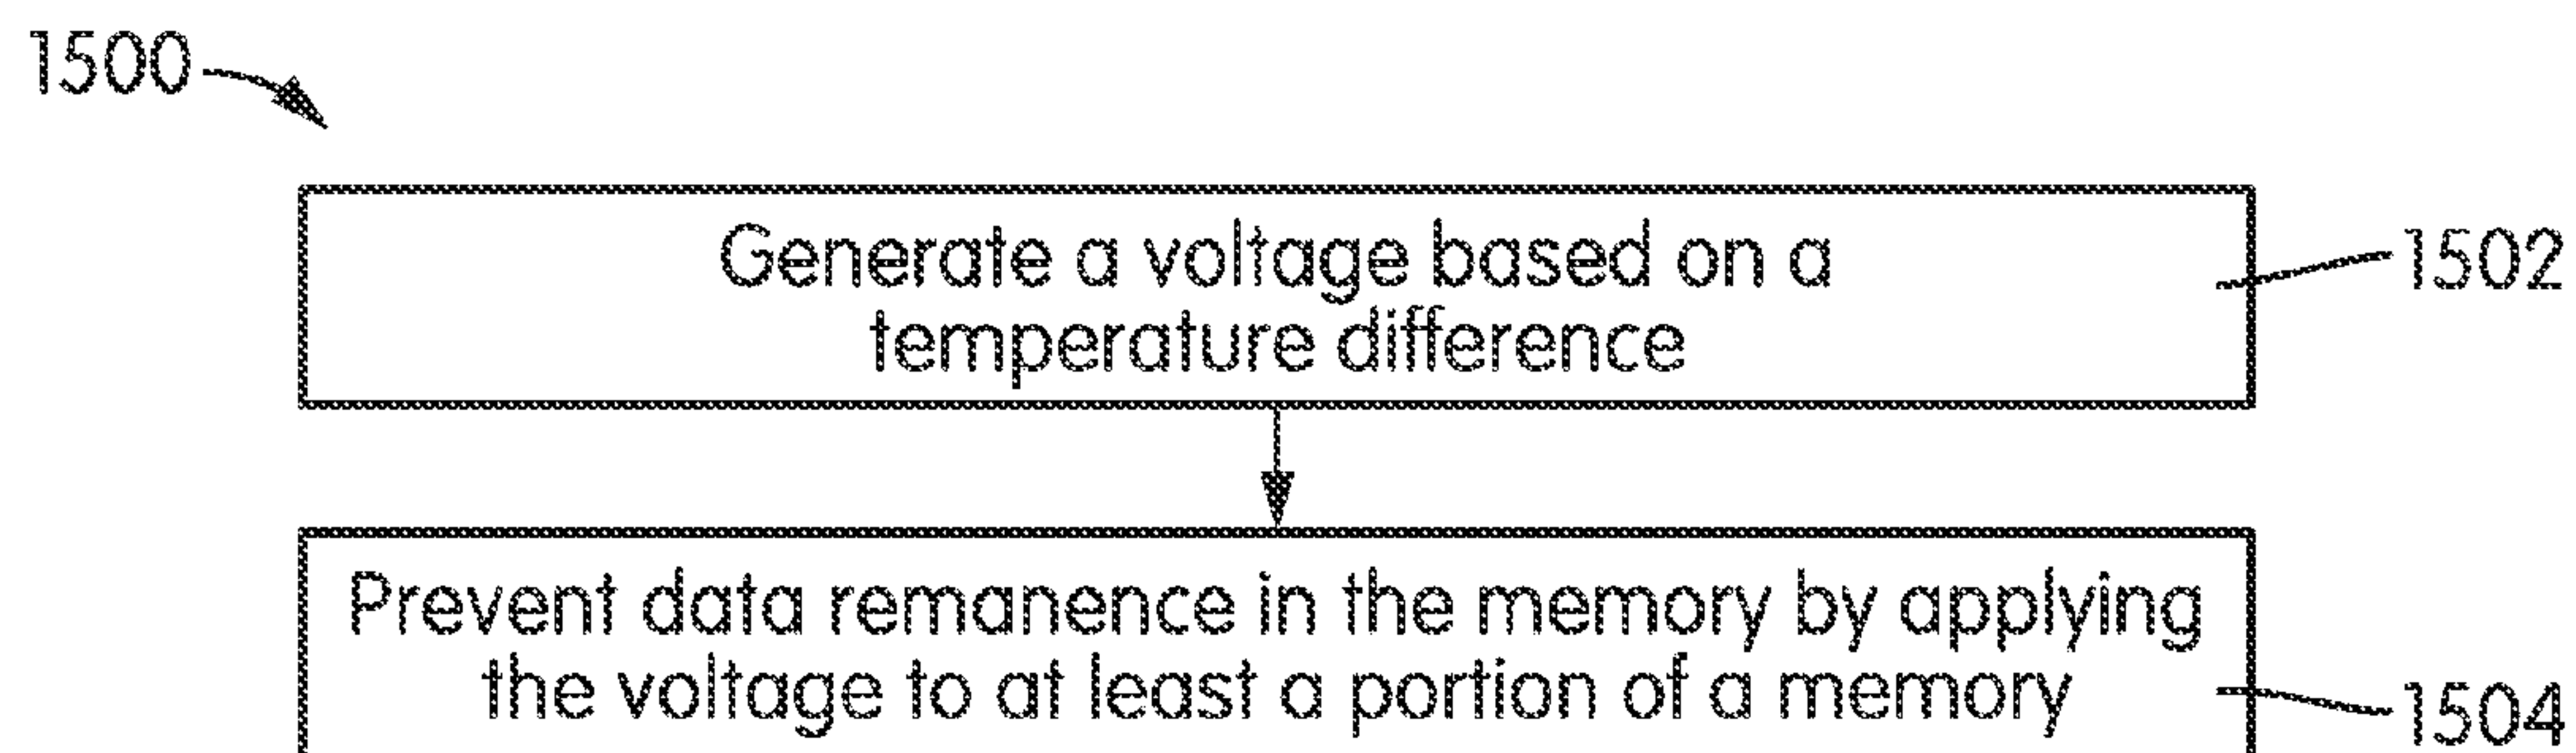 1500
Generate a voltage based on a
temperature difference
1502
Prevent data remanence in the memory by applying
the voltage to at least a portion of a memory
1504